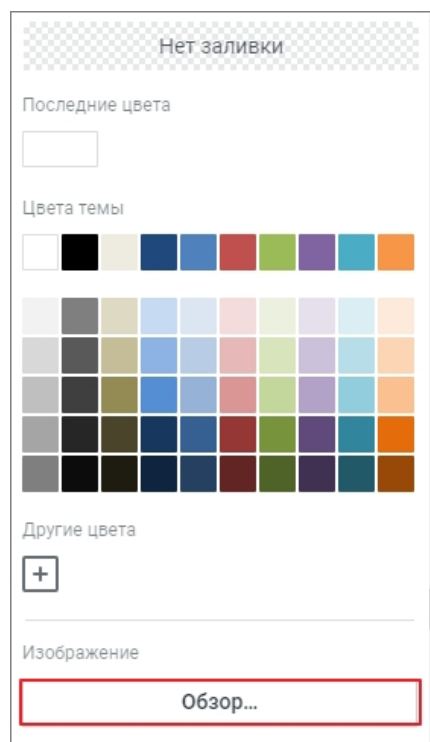 Нет заливки
Последние цвета
Цвета темы
Другие цвета
+
Изображение
Обзор...